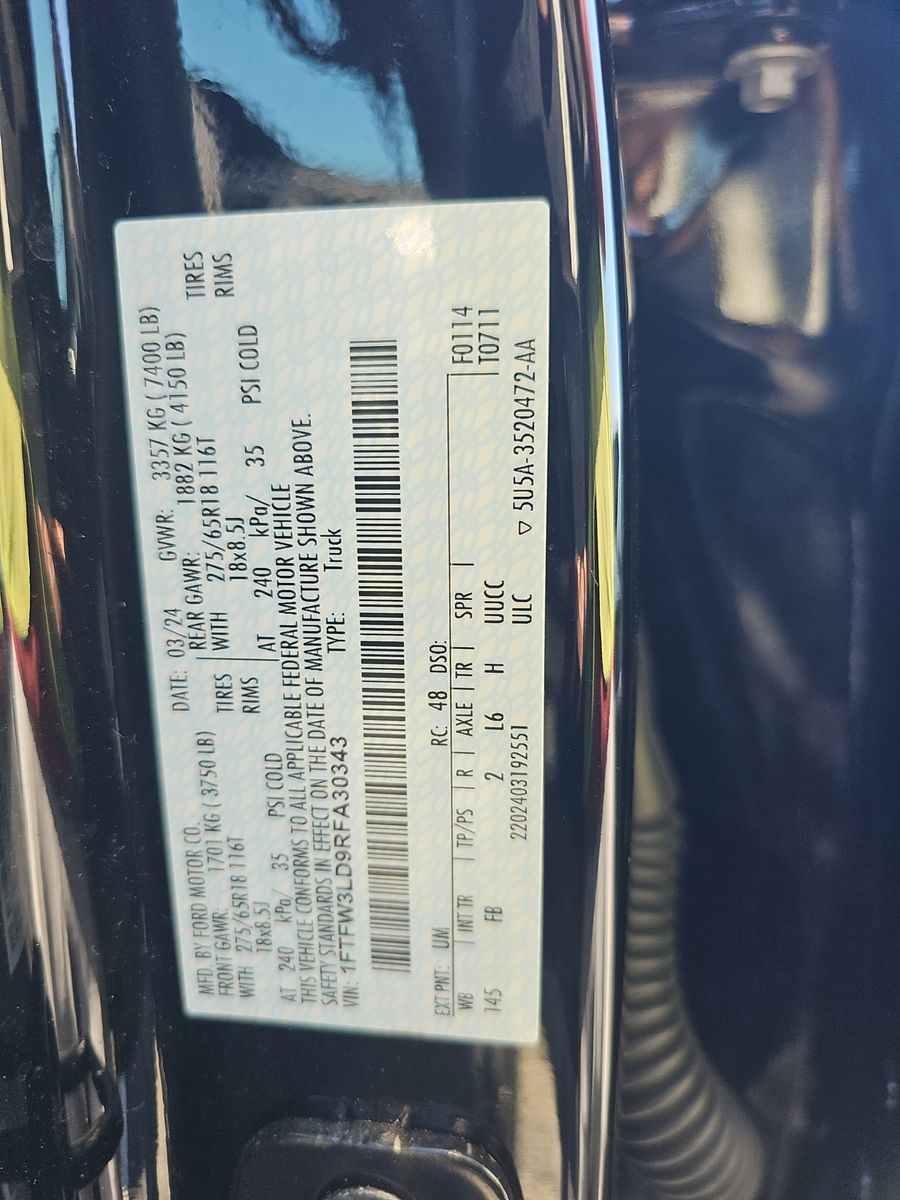 MFD. BY FORD MOTOR CO. DATE: 03/24 GVWR: 3357 KG ( 7400 LB)
FRONT GAWR: 1701 KG ( 3750 LB) REAR GAWR: 1882 KG ( 4150 LB)
WITH 275/65R18 116T TIRES WITH 275/65R18 116T TIRES
18x8.5J RIMS 18x8.5J RIMS
AT 240 kPa/ 35 PSI COLD AT 240 kPa/ 35 PSI COLD
THIS VEHICLE CONFORMS TO ALL APPLICABLE FEDERAL MOTOR VEHICLE
SAFETY STANDARDS IN EFFECT ON THE DATE OF MANUFACTURE SHOWN ABOVE.
VIN: 1FTFW3LD9RFA30343 TYPE: Truck
EXT PNT: UM RC: 48 DSO:
WB INT TR TP/PS R AXLE TR SPR F0114
145 FB 2 L6 H UUCC T0711
2202403192551 ULC
▽ 5U5A-3520472-AA